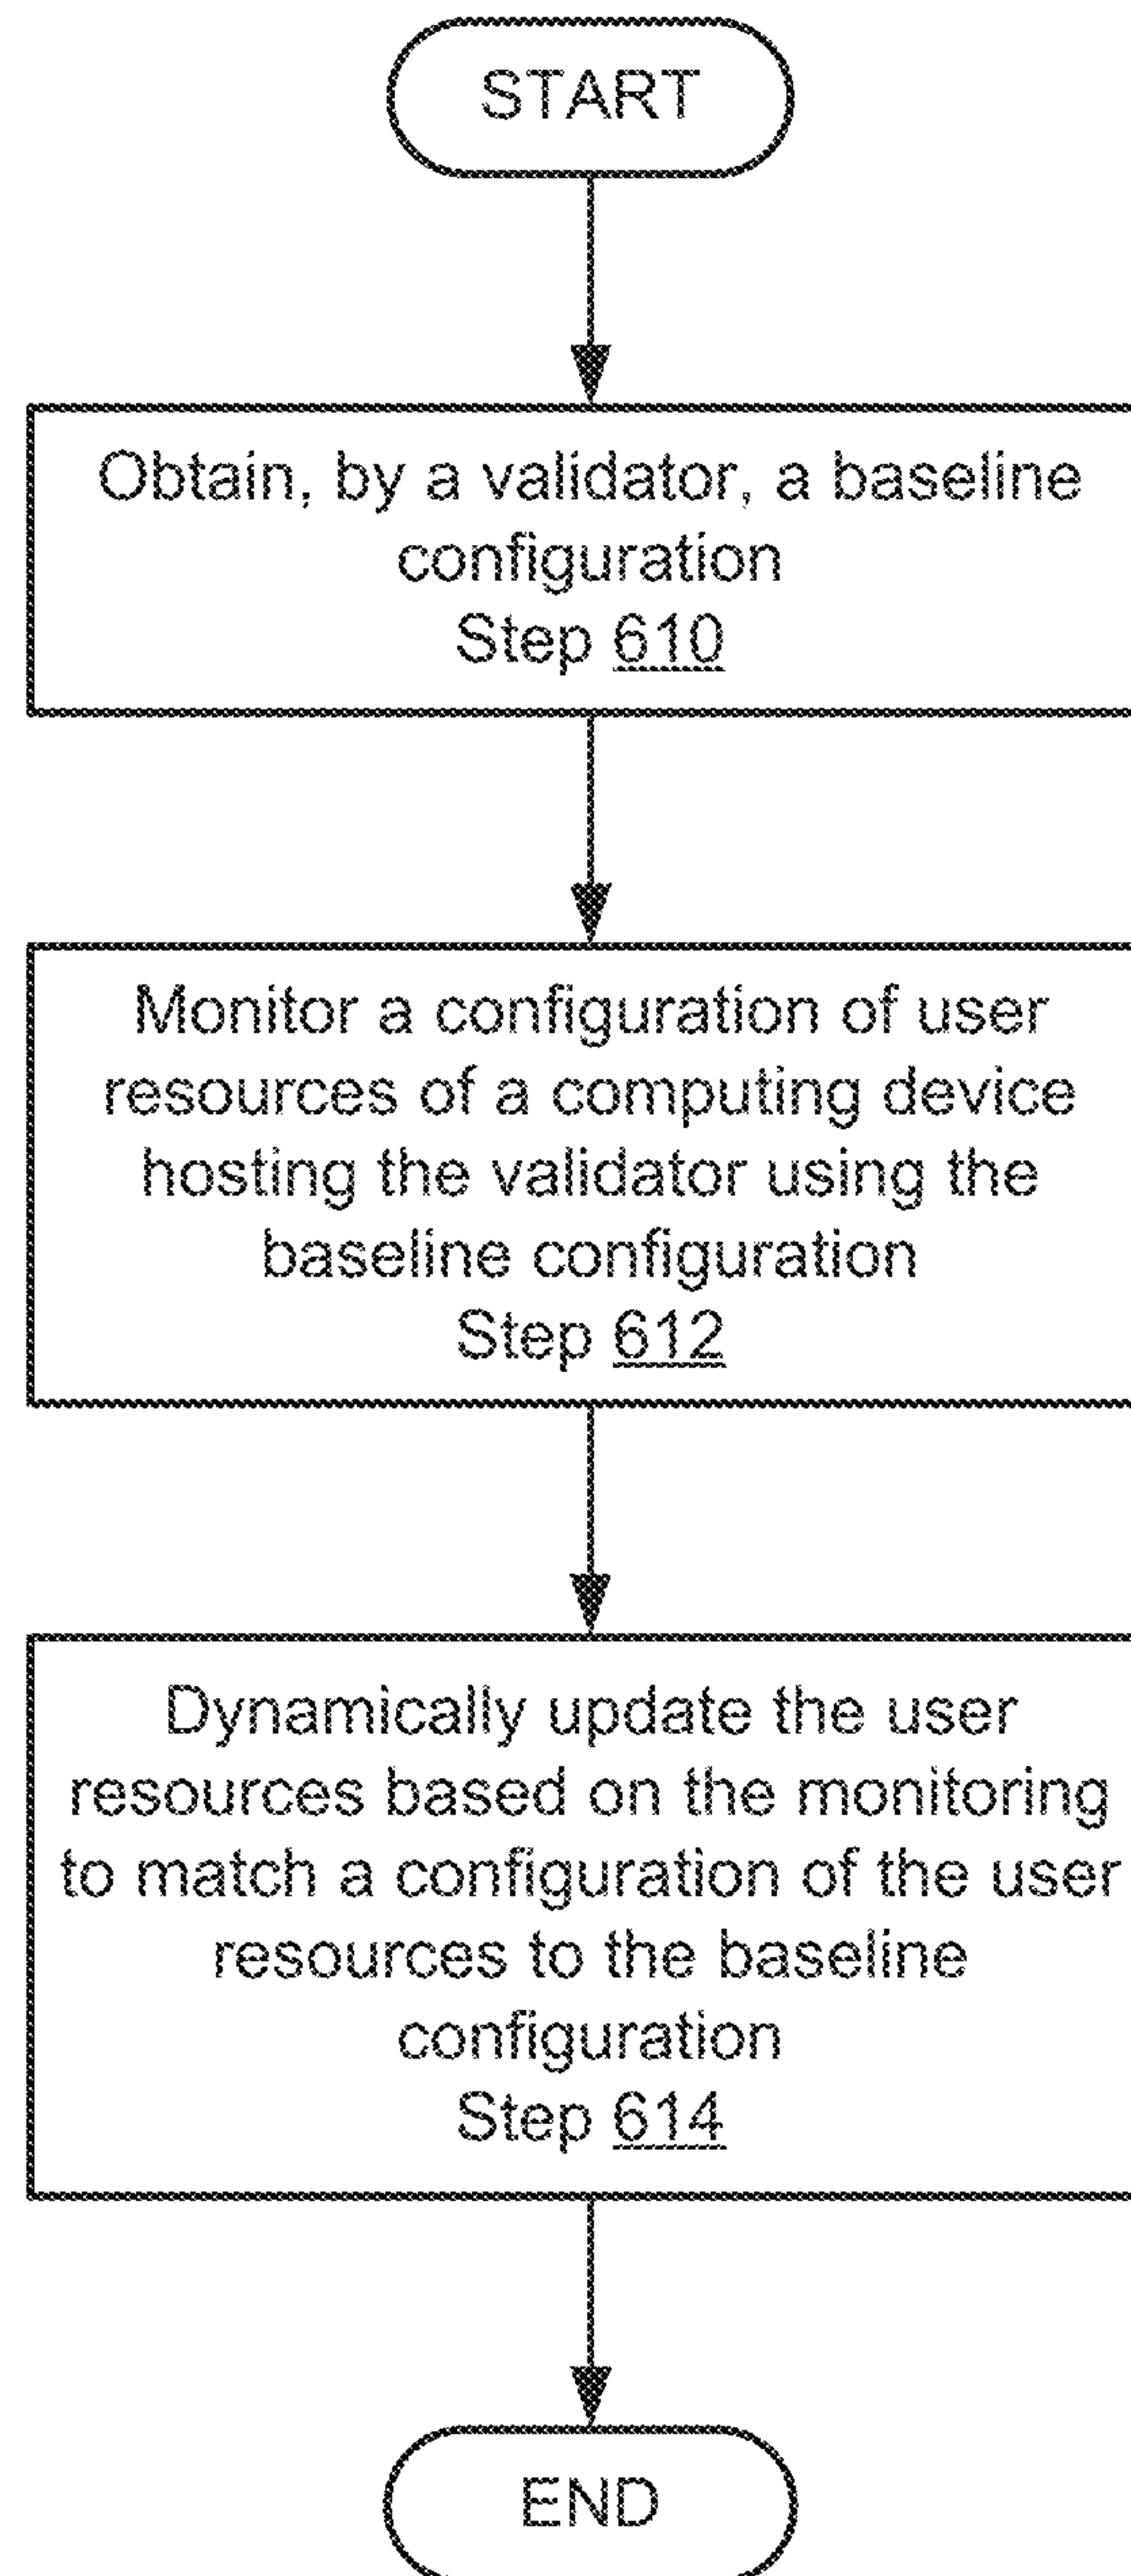 START
Obtain, by a validator, a baseline
configuration
Step 610
Monitor a configuration of user
resources of a computing device
hosting the validator using the
baseline configuration
Step 612
Dynamically update the user
resources based on the monitoring
to match a configuration of the user
resources to the baseline
configuration
Step 614
END